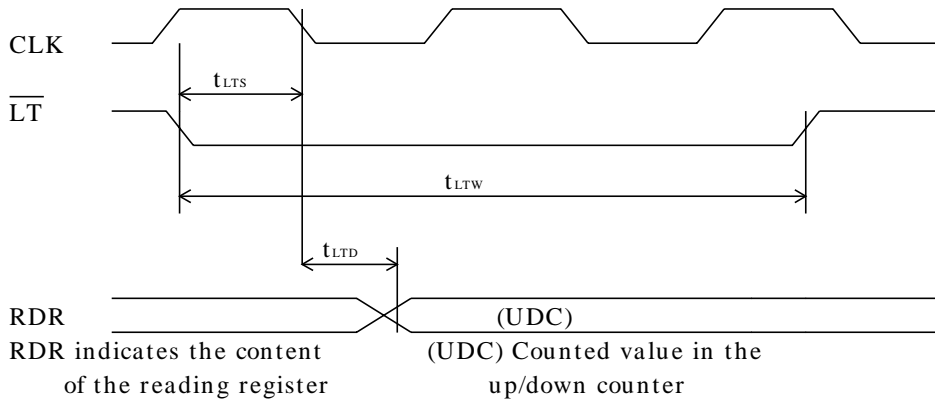 CLK
tLTS
L̅T̅
tLTW
tLTD
RDR (UDC)
RDR indicates the content
of the reading register
(UDC) Counted value in the
up/down counter